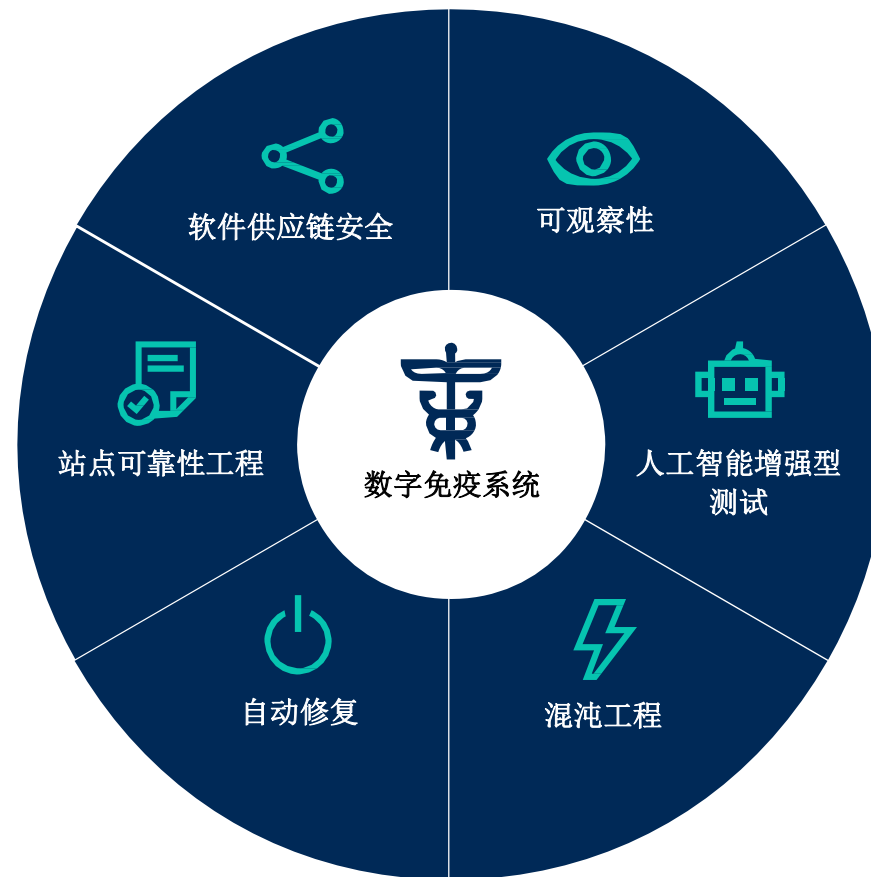 软件供应链安全
可观察性
站点可靠性工程
数字免疫系统
人工智能增强型
测试
自动修复
混沌工程